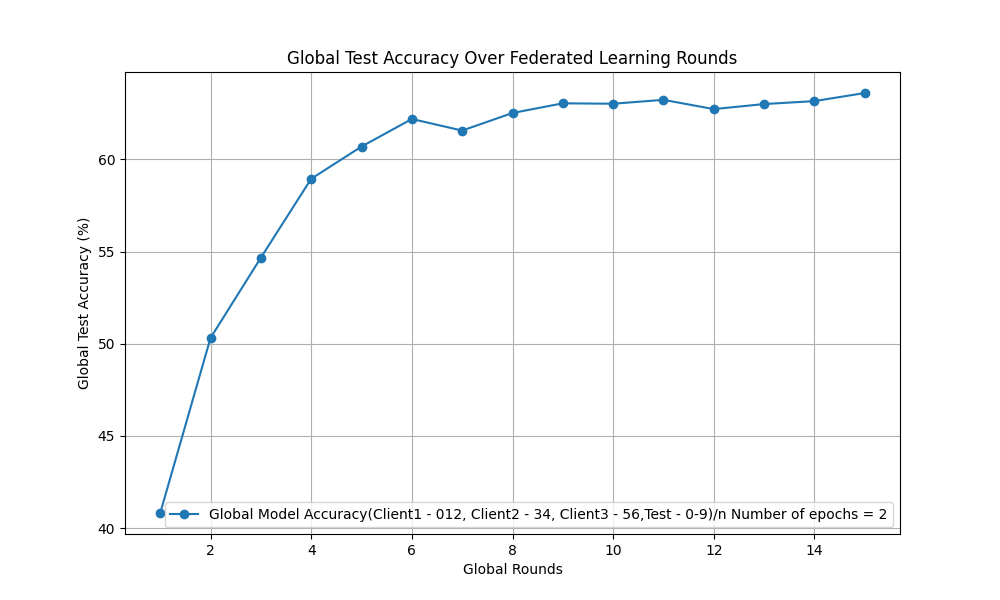 Global Test Accuracy Over Federated Learning Rounds
Global Test Accuracy (%)
60
55
50
45
40
Global Model Accuracy(Client1 - 012, Client2 - 34, Client3 - 56,Test - 0-9)/n Number of epochs = 2
2 4 6 8 10 12 14
Global Rounds